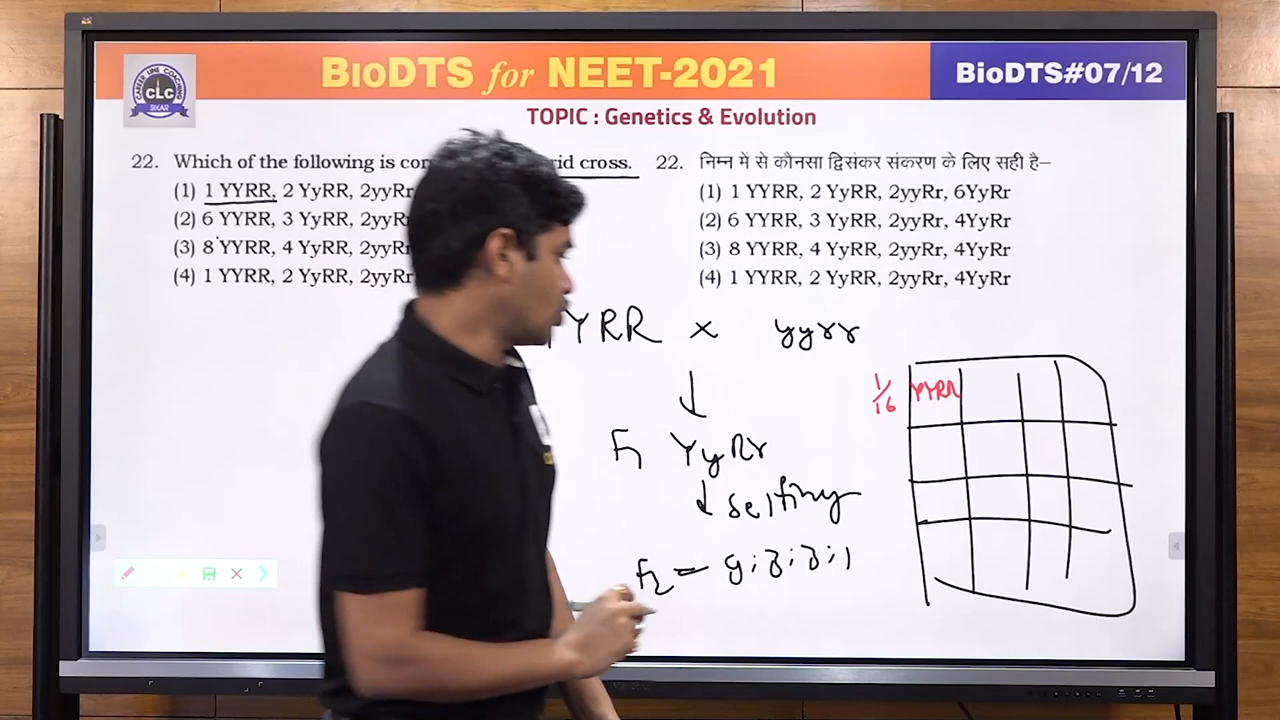 BIODTS for NEET-2021
BioDTS#07/12
CAREER LINE COACHING
CLC
SIKAR
TOPIC : Genetics & Evolution
22. Which of the following is cross.
(1) 1 YYRR, 2 YyRR, 2yyRr
(2) 6 YYRR, 3 YyRR, 2yyRr
(3) 8 YYRR, 4 YyRR, 2yyRr
(4) 1 YYRR, 2 YyRR, 2yyRr
22. निम्न में से कौनसा द्विसंकर संकरण के लिए सही है–
(1) 1 YYRR, 2 YyRR, 2yyRr, 6YyRr
(2) 6 YYRR, 3 YyRR, 2yyRr, 4YyRr
(3) 8 YYRR, 4 YyRR, 2yyRr, 4YyRr
(4) 1 YYRR, 2 YyRR, 2yyRr, 4YyRr
YRR × yyrr
F1 YyRr
selfing
F2 = 9:3:3:1
1/16 YYRR